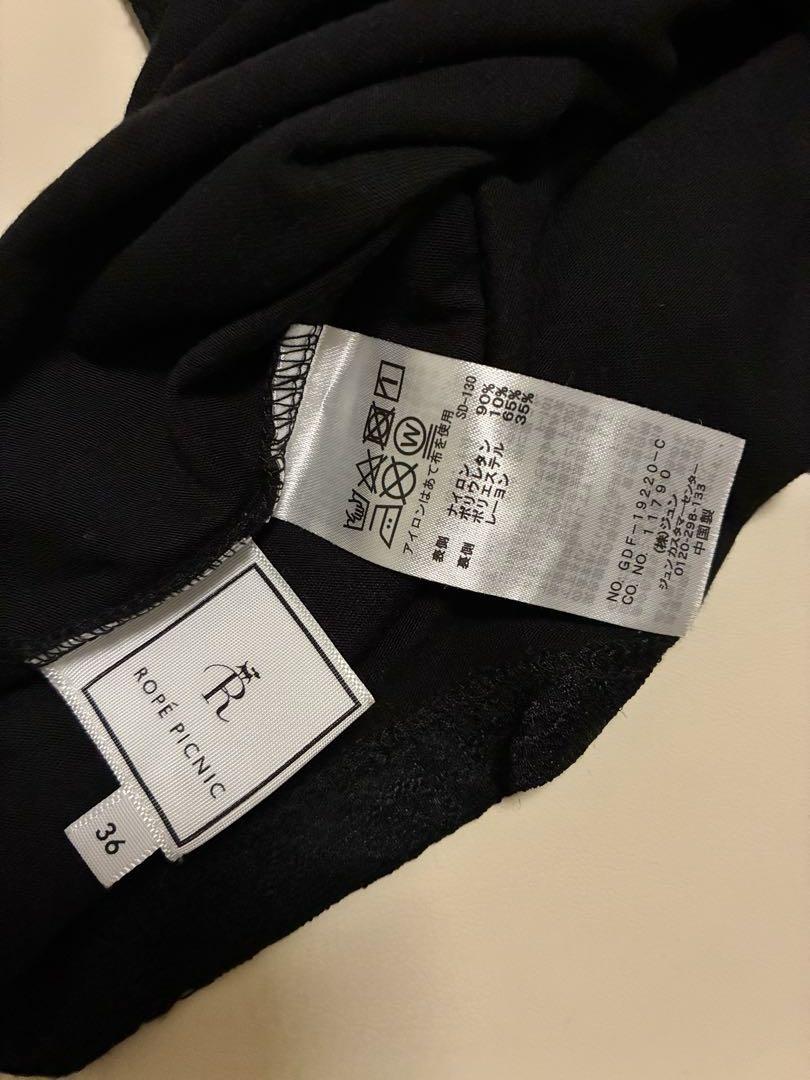 アイロンはあて布を使用 SD-130
表側 ナイロン 90%
ポリウレタン 10%
裏側 ポリエステル 65%
レーヨン 35%
NO. GDF-19220-C
CO. NO. 11790
(株)ジュン
ジュンカスタマーセンター
0120-298-133
中国製
R
ROPÉ PICNIC
36